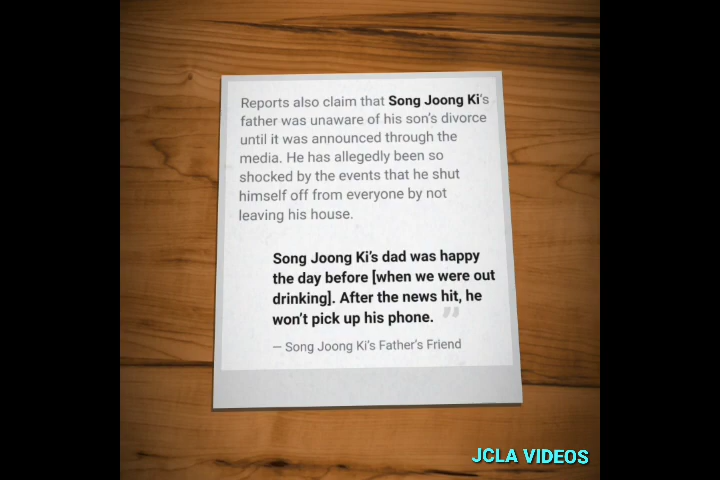 Reports also claim that Song Joong Ki's
father was unaware of his son's divorce
until it was announced through the
media. He has allegedly been so
shocked by the events that he shut
himself off from everyone by not
leaving his house.
Song Joong Ki's dad was happy
the day before [when we were out
drinking]. After the news hit, he
won't pick up his phone. ”
— Song Joong Ki's Father's Friend
JCLA VIDEOS